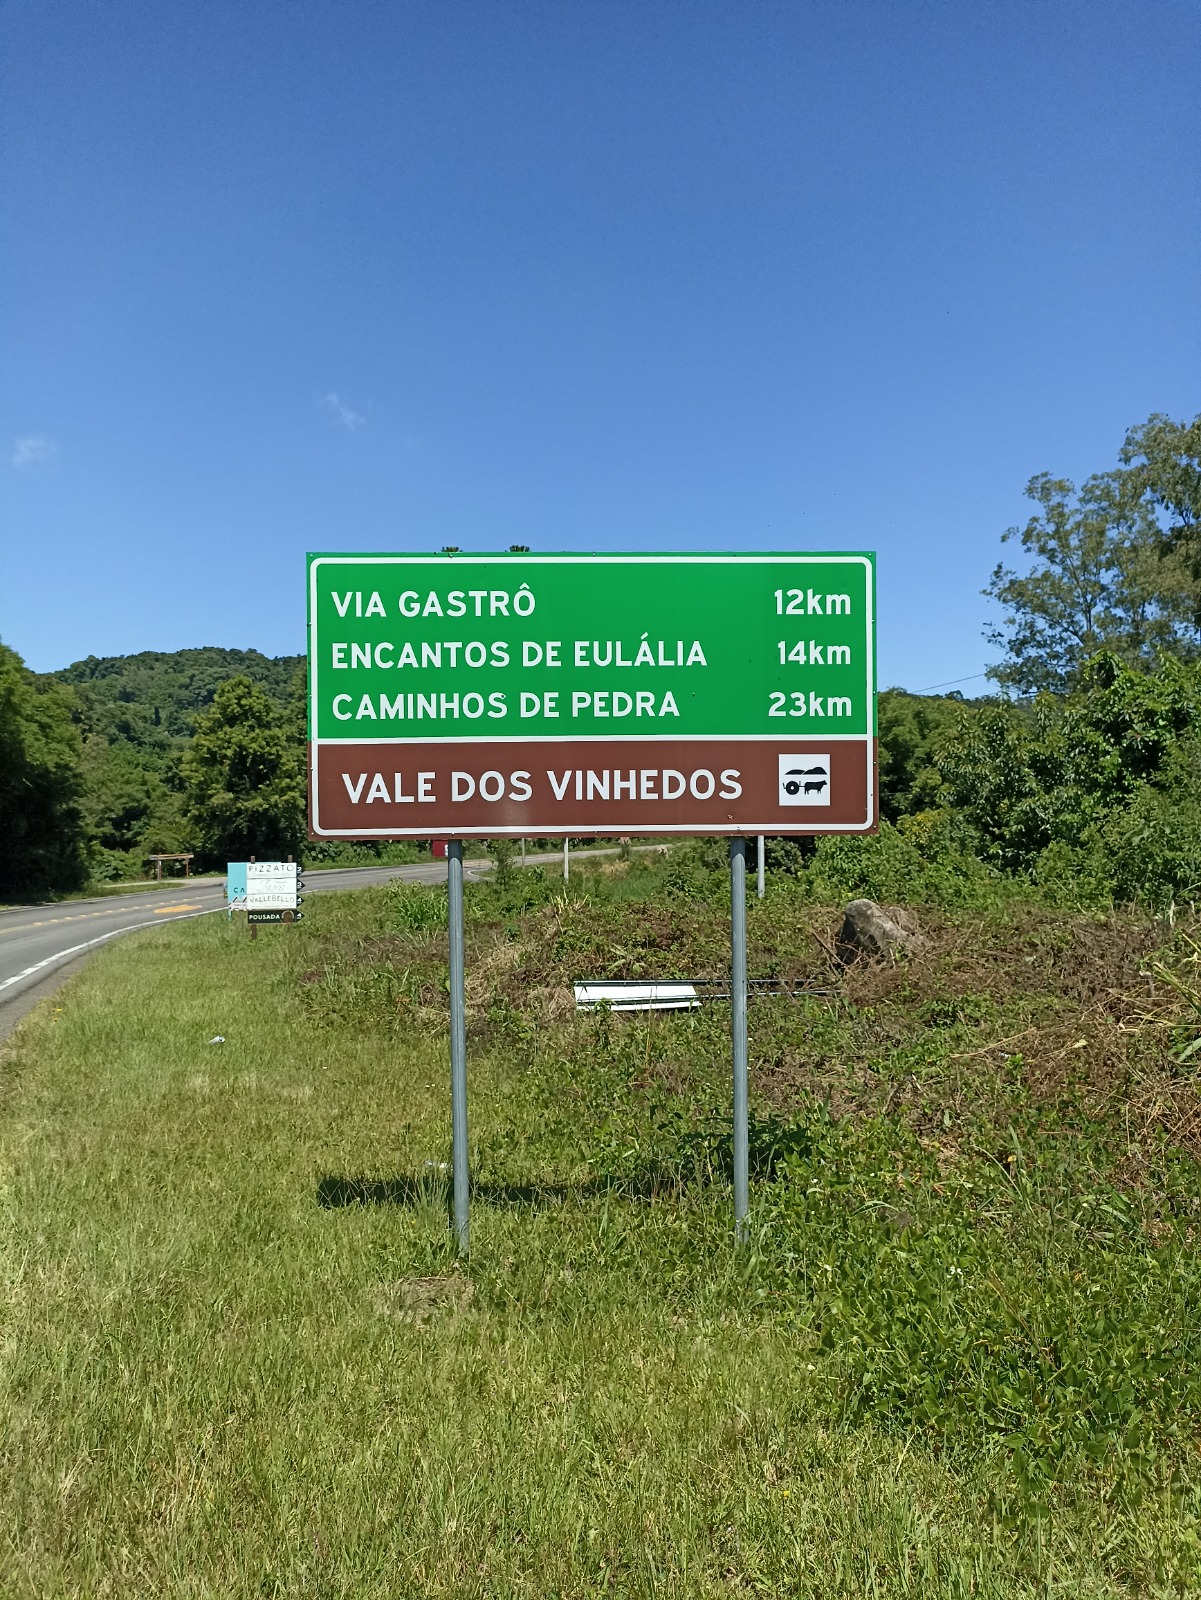 VIA GASTRÔ 12km
ENCANTOS DE EULÁLIA 14km
CAMINHOS DE PEDRA 23km
VALE DOS VINHEDOS
PIZZATO
VALLEBELLO
POUSADA